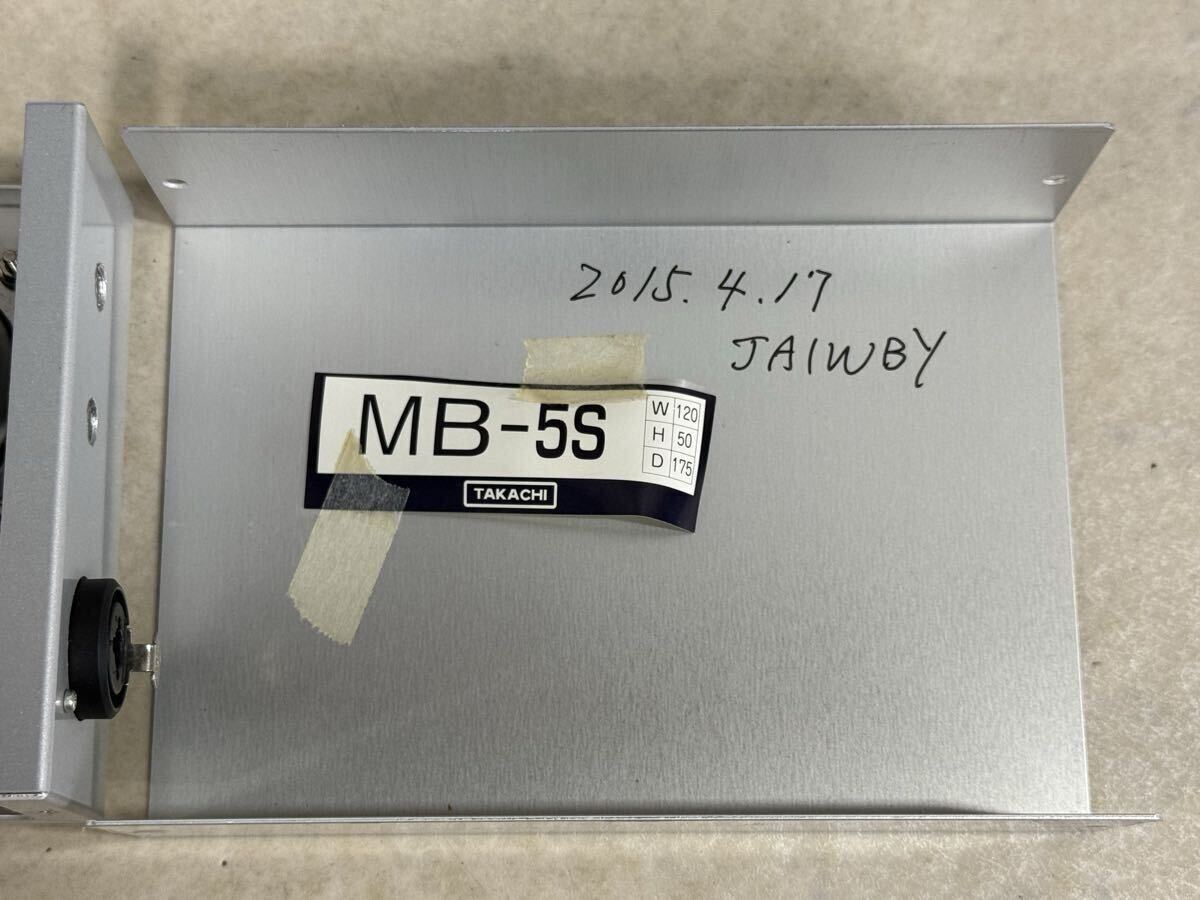 2015.4.17
JA1WBY
MB-5S
W 120
H 50
D 175
TAKACHI